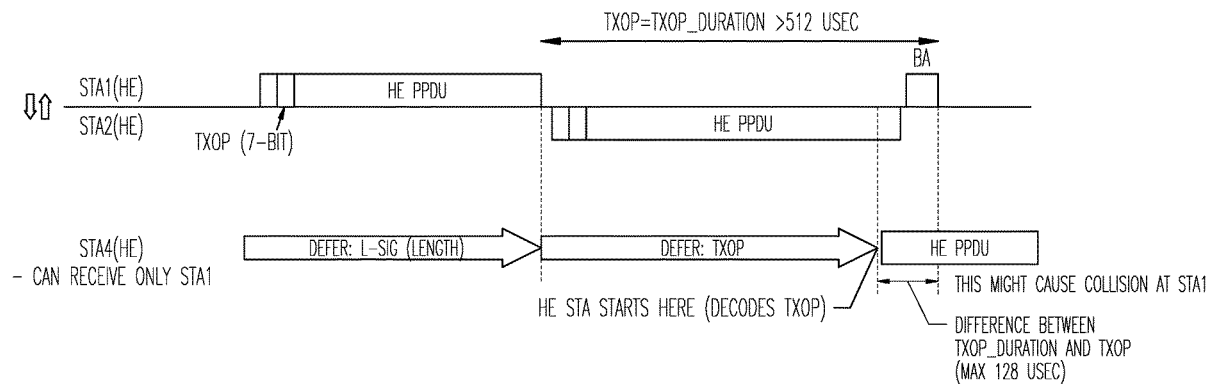 TXOP=TXOP_DURATION >512 USEC
BA
STA1(HE)
HE PPDU
STA2(HE)
HE PPDU
TXOP (7-BIT)
STA4(HE)
- CAN RECEIVE ONLY STA1
DEFER: L-SIG (LENGTH)
DEFER: TXOP
HE PPDU
THIS MIGHT CAUSE COLLISION AT STA1
HE STA STARTS HERE (DECODES TXOP)
DIFFERENCE BETWEEN
TXOP_DURATION AND TXOP
(MAX 128 USEC)